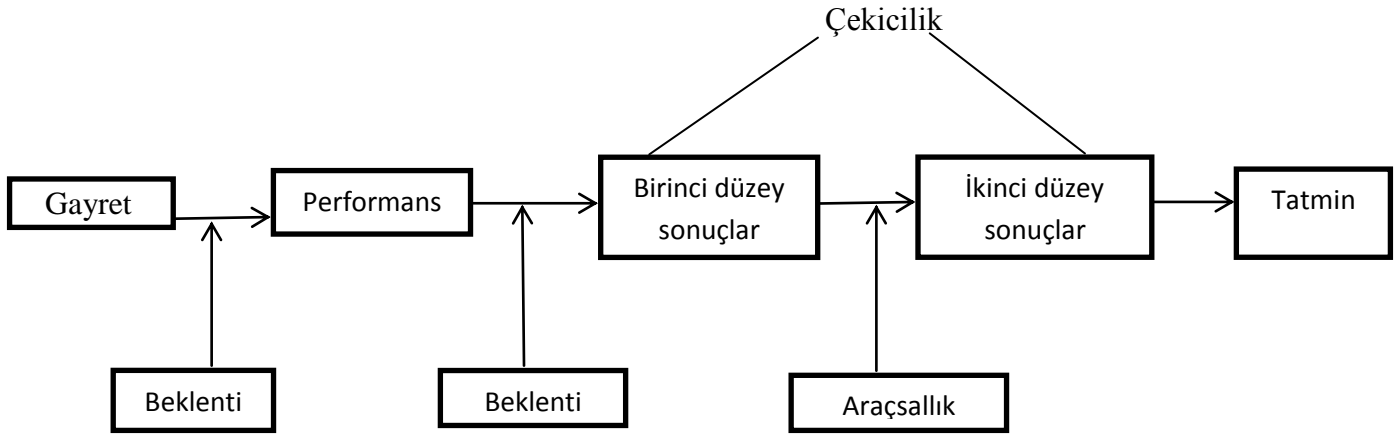 Çekicilik
Gayret
Performans
Birinci düzey
sonuçlar
İkinci düzey
sonuçlar
Tatmin
Beklenti
Beklenti
Araçsallık